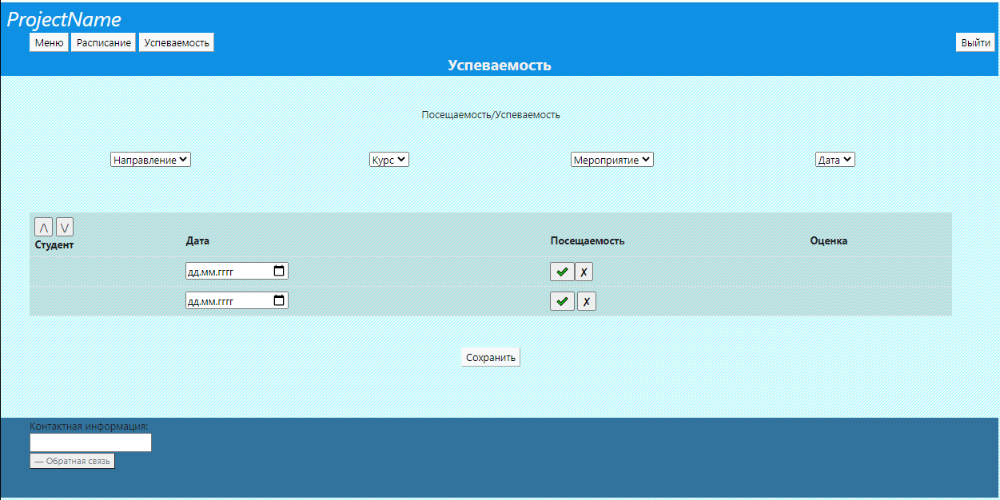 ProjectName
Меню Расписание Успеваемость Выйти
Успеваемость
Посещаемость/Успеваемость
Направление Курс Мероприятие Дата
/\ \/
Студент Дата Посещаемость Оценка
дд.мм.гггг ✔ ✗
дд.мм.гггг ✔ ✗
Сохранить
Контактная информация:
— Обратная связь